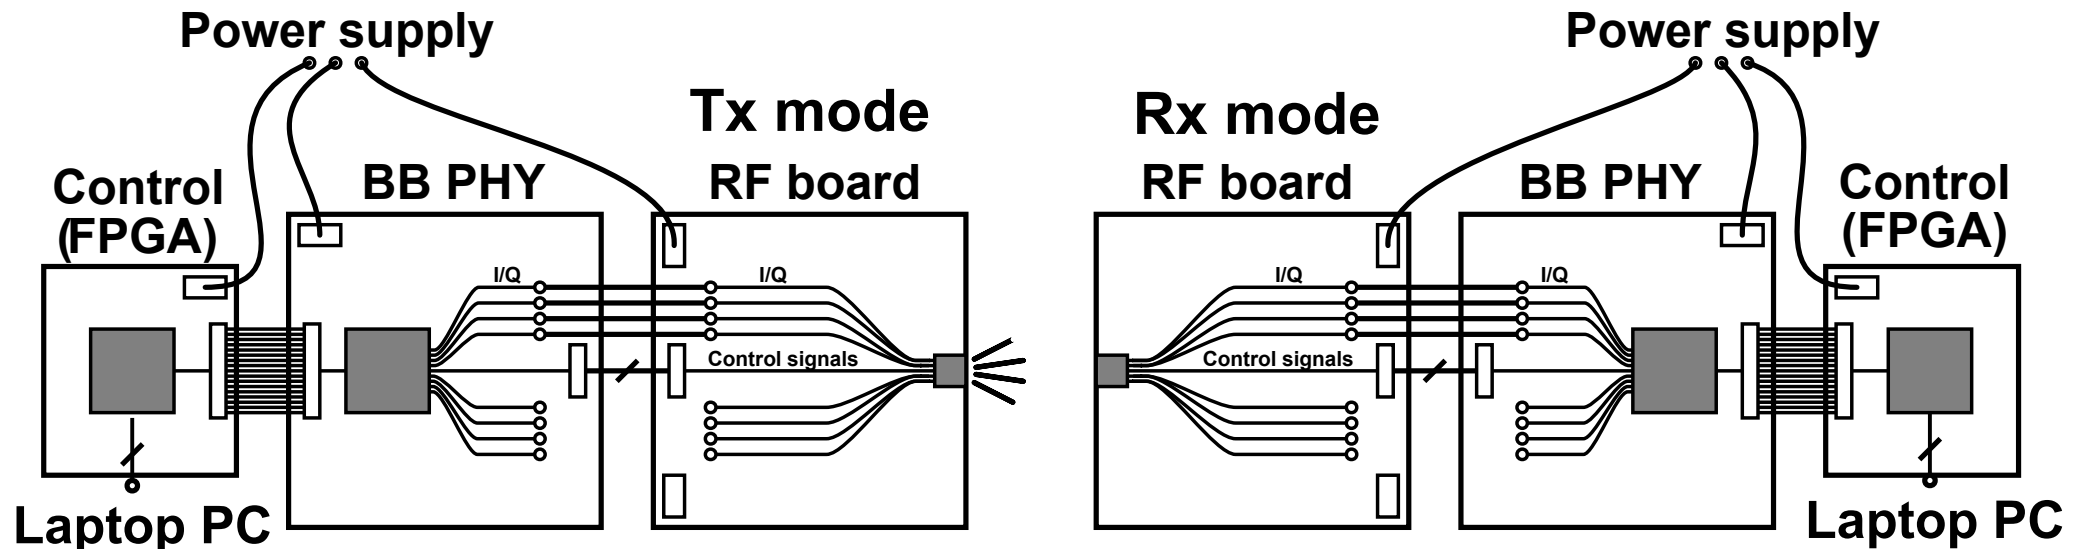 Power supply
Power supply
Tx mode
Rx mode
Control
(FPGA)
BB PHY
RF board
RF board
BB PHY
Control
(FPGA)
I/Q
I/Q
I/Q
I/Q
Control signals
Control signals
Laptop PC
Laptop PC